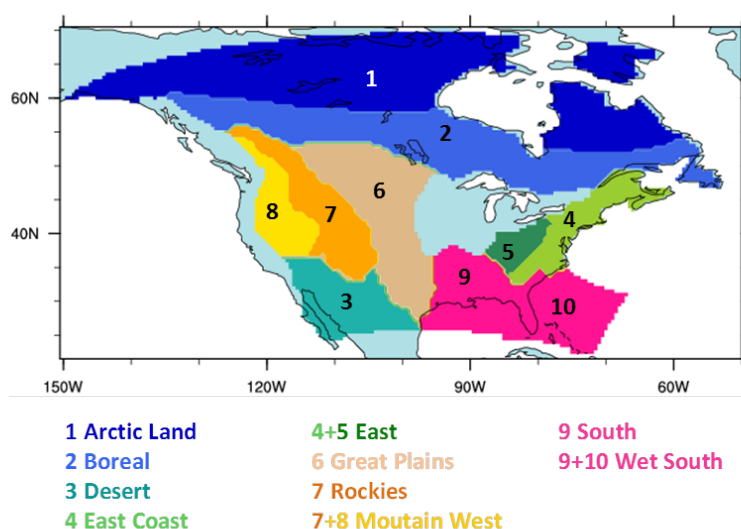 1
60N
2
6
8
7
4
40N
5
9
3
10
150W
120W
90W
60W
1 Arctic Land
2 Boreal
3 Desert
4 East Coast
4+5 East
6 Great Plains
7 Rockies
7+8 Moutain West
9 South
9+10 Wet South